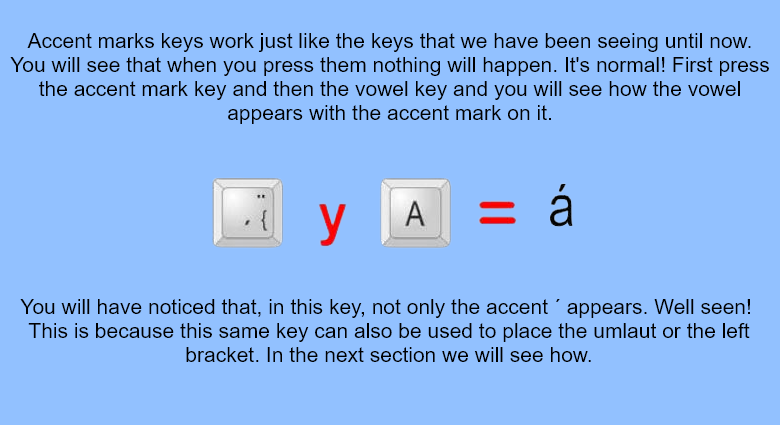 Accent marks keys work just like the keys that we have been seeing until now.
You will see that when you press them nothing will happen. It's normal! First press
the accent mark key and then the vowel key and you will see how the vowel
appears with the accent mark on it.
¨
´ { y A = á
You will have noticed that, in this key, not only the accent ´ appears. Well seen!
This is because this same key can also be used to place the umlaut or the left
bracket. In the next section we will see how.